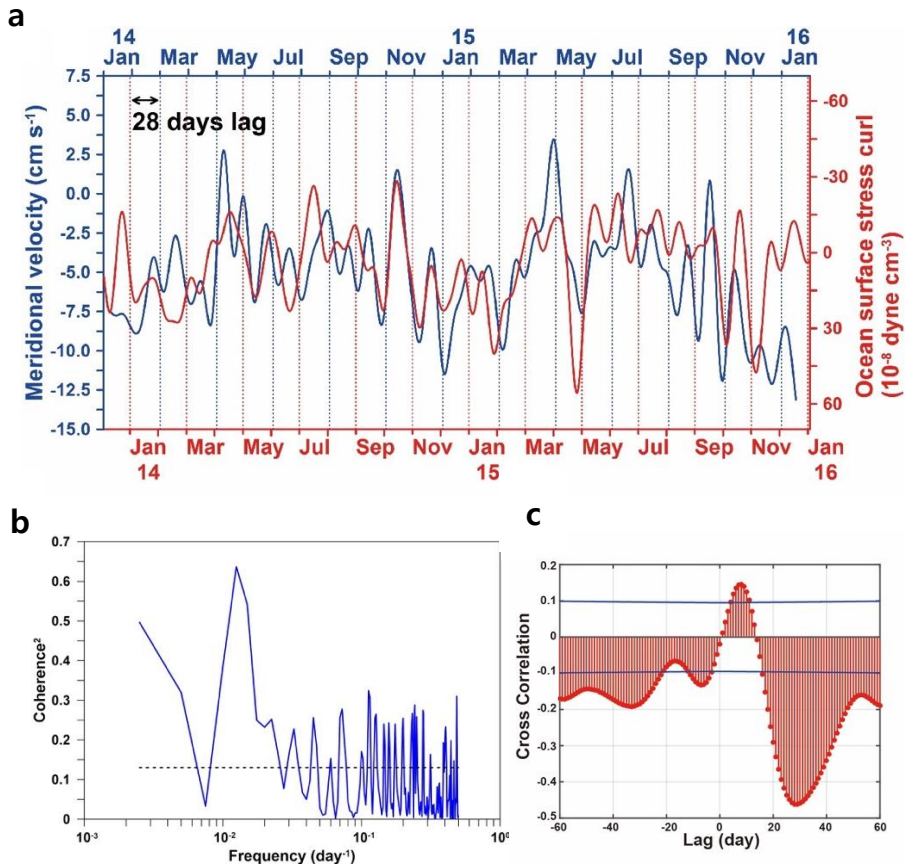 a
14 15 16
Jan Mar May Jul Sep Nov Jan Mar May Jul Sep Nov Jan
7.5
5.0
2.5
0.0
-2.5
-5.0
-7.5
-10.0
-12.5
-15.0
Meridional velocity (cm s⁻¹)
28 days lag
-60
-30
0
30
60
Ocean surface stress curl
(10⁻⁸ dyne cm⁻³)
Jan Mar May Jul Sep Nov Jan Mar May Jul Sep Nov Jan
14 15 16
b
0.7
0.6
0.5
0.4
0.3
0.2
0.1
0
Coherence²
10⁻³ 10⁻² 10⁻¹ 10⁰
Frequency (day⁻¹)
c
0.2
0.1
0
-0.1
-0.2
-0.3
-0.4
-0.5
Cross Correlation
-60 -40 -20 0 20 40 60
Lag (day)